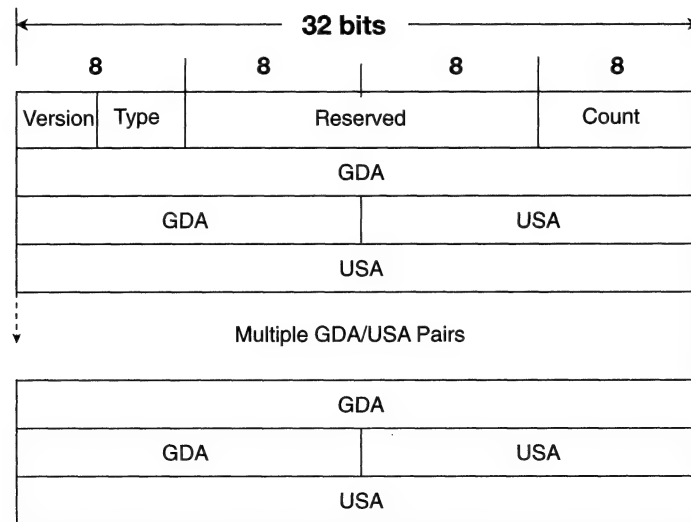 32 bits
8 8 8 8
Version Type Reserved Count
GDA
GDA USA
USA
Multiple GDA/USA Pairs
GDA
GDA USA
USA